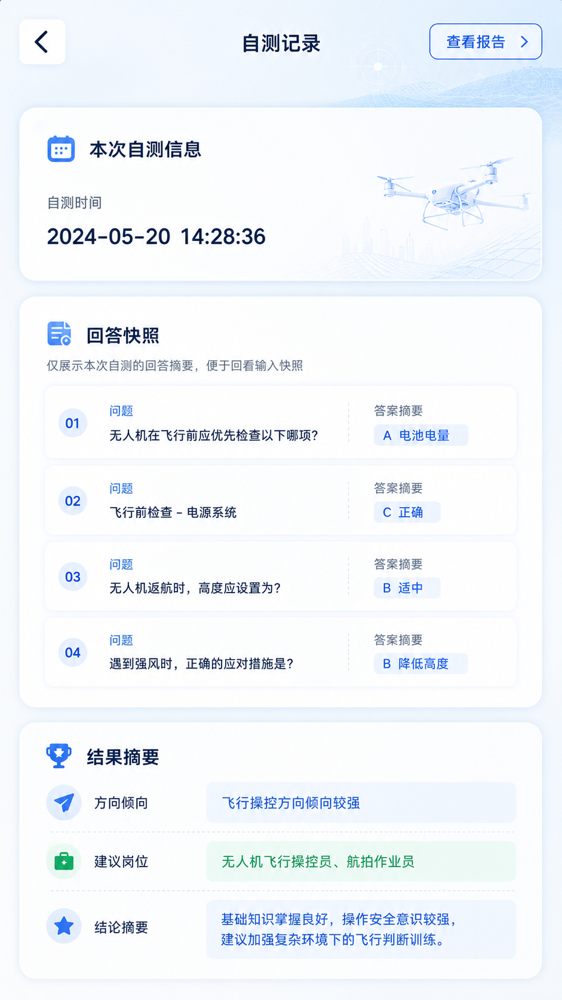 自测记录
查看报告
本次自测信息
自测时间
2024-05-20 14:28:36
回答快照
仅展示本次自测的回答摘要，便于回看输入快照
01
问题
无人机在飞行前应优先检查以下哪项？
答案摘要
A 电池电量
02
问题
飞行前检查 – 电源系统
答案摘要
C 正确
03
问题
无人机返航时，高度应设置为？
答案摘要
B 适中
04
问题
遇到强风时，正确的应对措施是？
答案摘要
B 降低高度
结果摘要
方向倾向
飞行操控方向倾向较强
建议岗位
无人机飞行操控员、航拍作业员
结论摘要
基础知识掌握良好，操作安全意识较强，
建议加强复杂环境下的飞行判断训练。